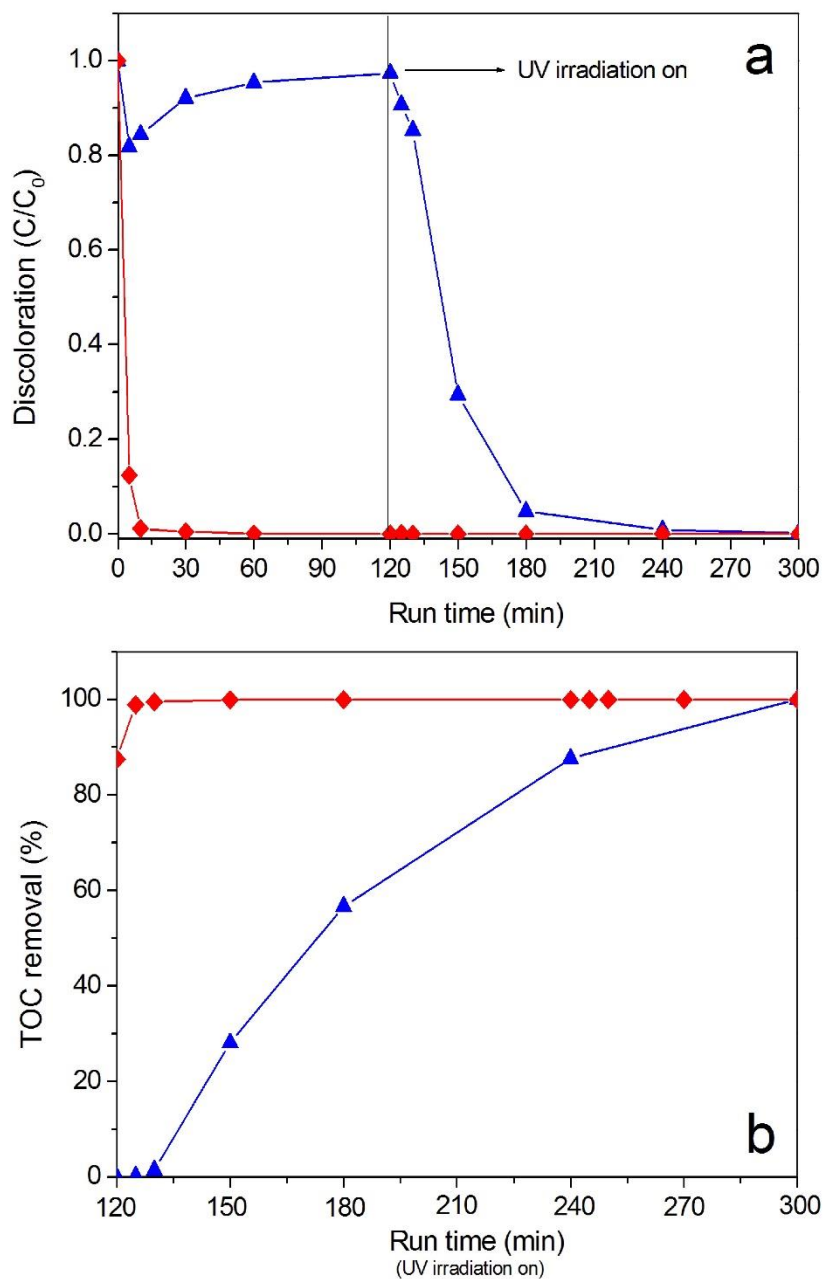 a
UV irradiation on
Discoloration (C/C0)
1.0
0.8
0.6
0.4
0.2
0.0
0 30 60 90 120 150 180 210 240 270 300
Run time (min)
b
TOC removal (%)
100
80
60
40
20
0
120 150 180 210 240 270 300
Run time (min)
(UV irradiation on)